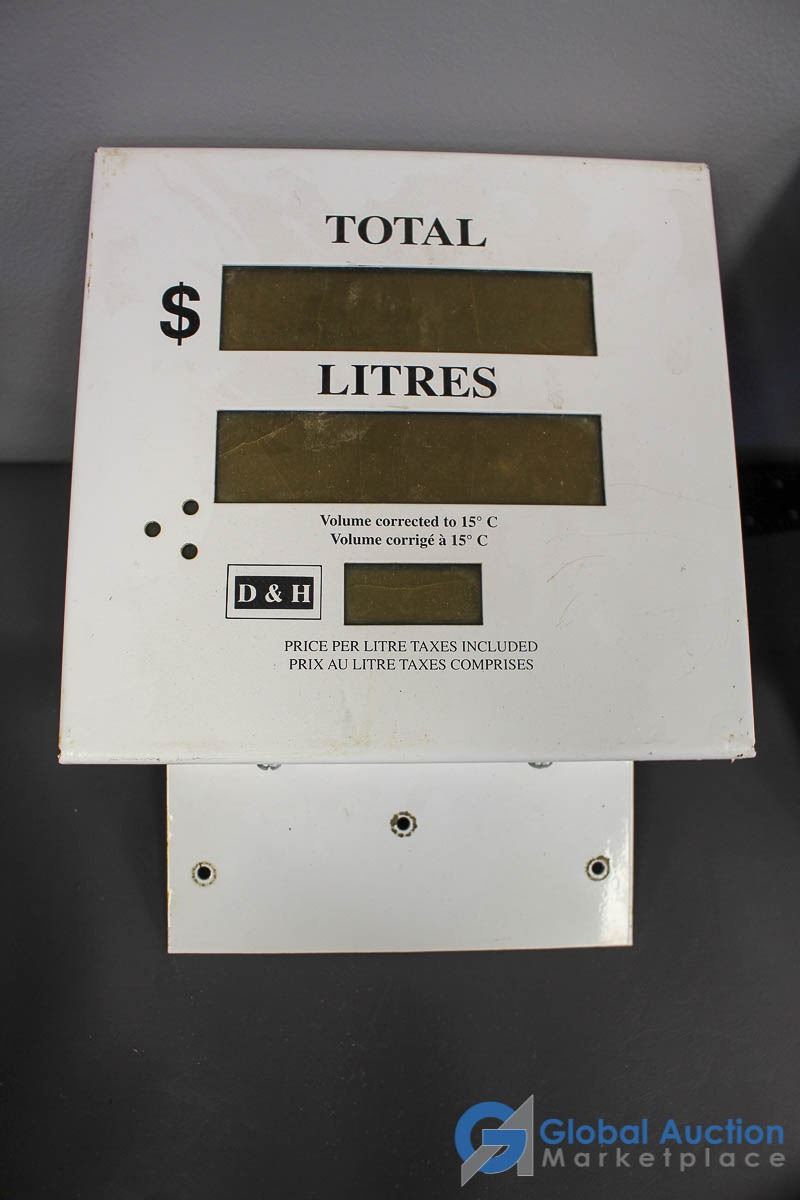 TOTAL
$
LITRES
Volume corrected to 15° C
Volume corrigé à 15° C
D & H
PRICE PER LITRE TAXES INCLUDED
PRIX AU LITRE TAXES COMPRISES
Global Auction
Marketplace